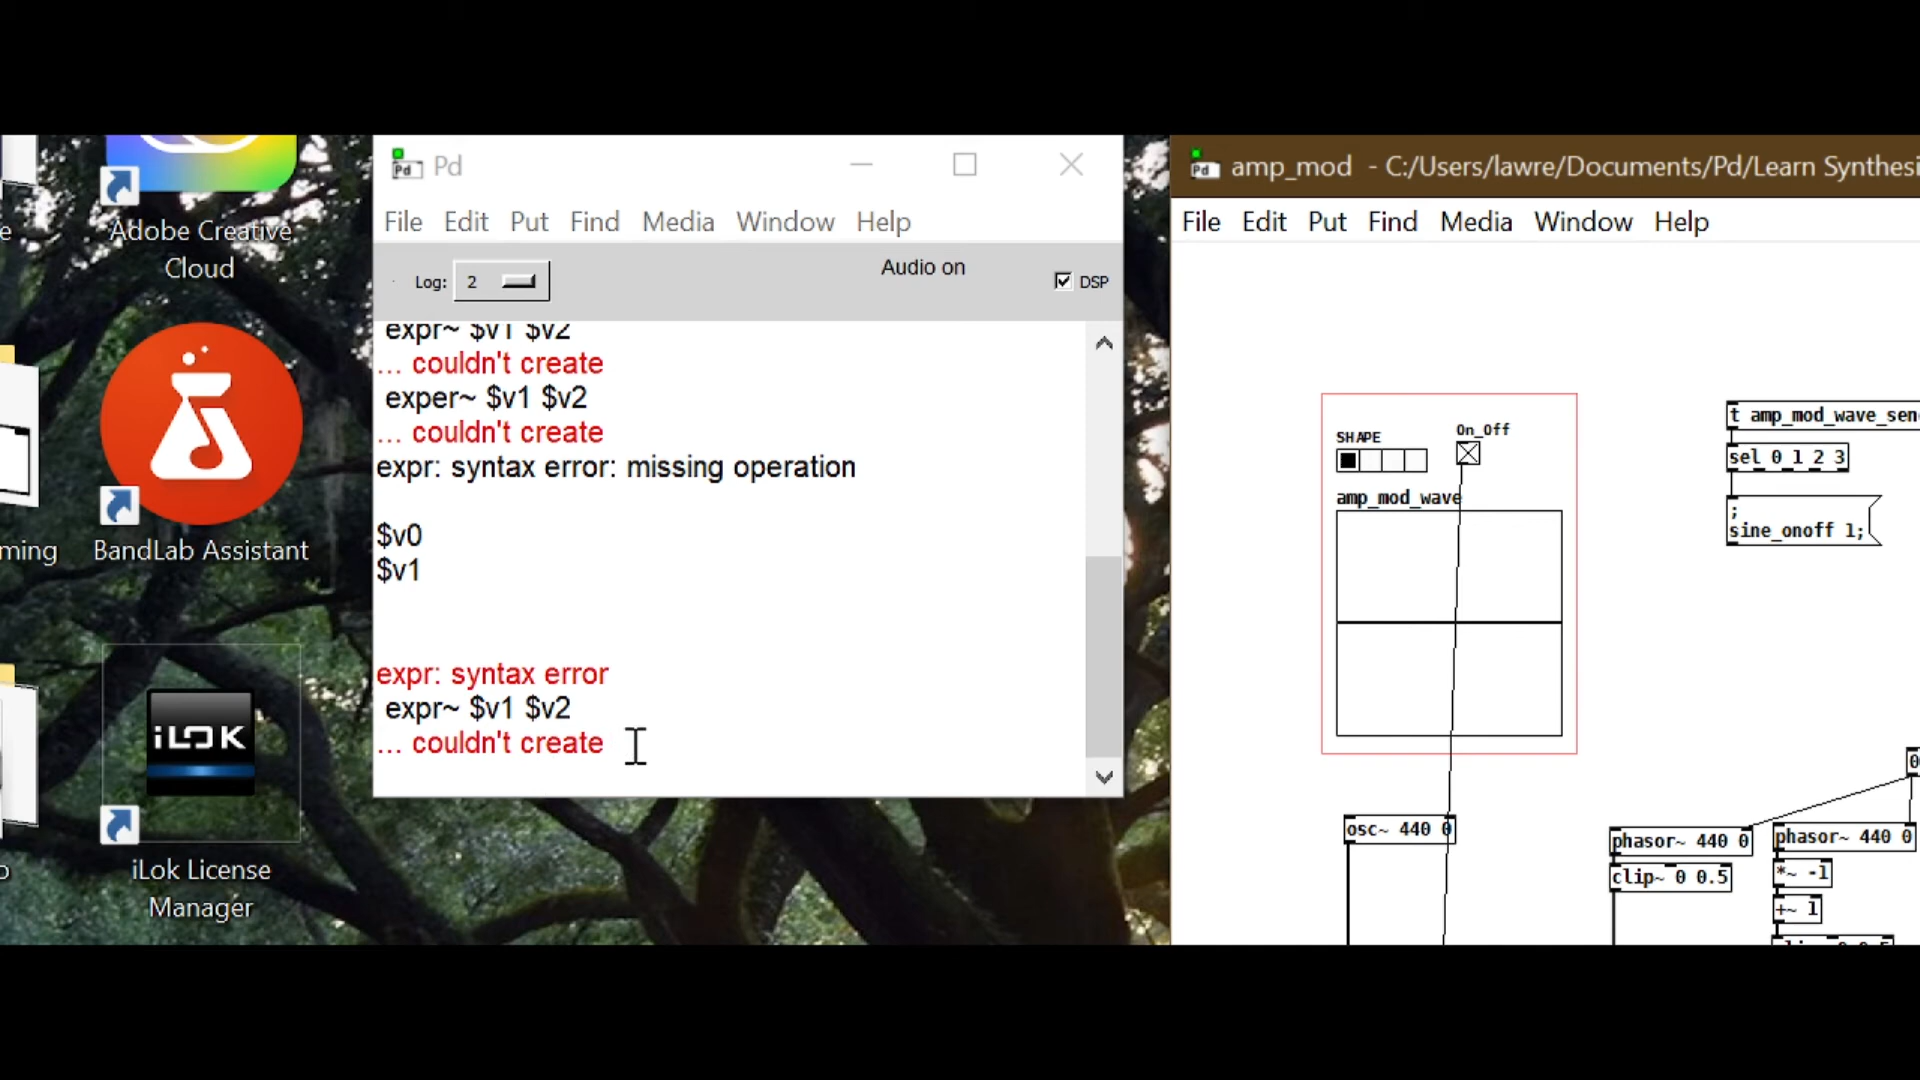 Adobe Creative
Cloud
BandLab Assistant
ming
iLOK
iLok License
Manager
Pd
File Edit Put Find Media Window Help
Log: 2
Audio on
DSP
expr~ $v1 $v2
... couldn't create
exper~ $v1 $v2
... couldn't create
expr: syntax error: missing operation
$v0
$v1
expr: syntax error
expr~ $v1 $v2
... couldn't create
amp_mod - C:/Users/lawre/Documents/Pd/Learn Synthesi
File Edit Put Find Media Window Help
SHAPE
On_Off
amp_mod_wave
t amp_mod_wave_sen
sel 0 1 2 3
;
sine_onoff 1;
osc~ 440 0
phasor~ 440 0
clip~ 0 0.5
phasor~ 440 0
*~ -1
+~ 1